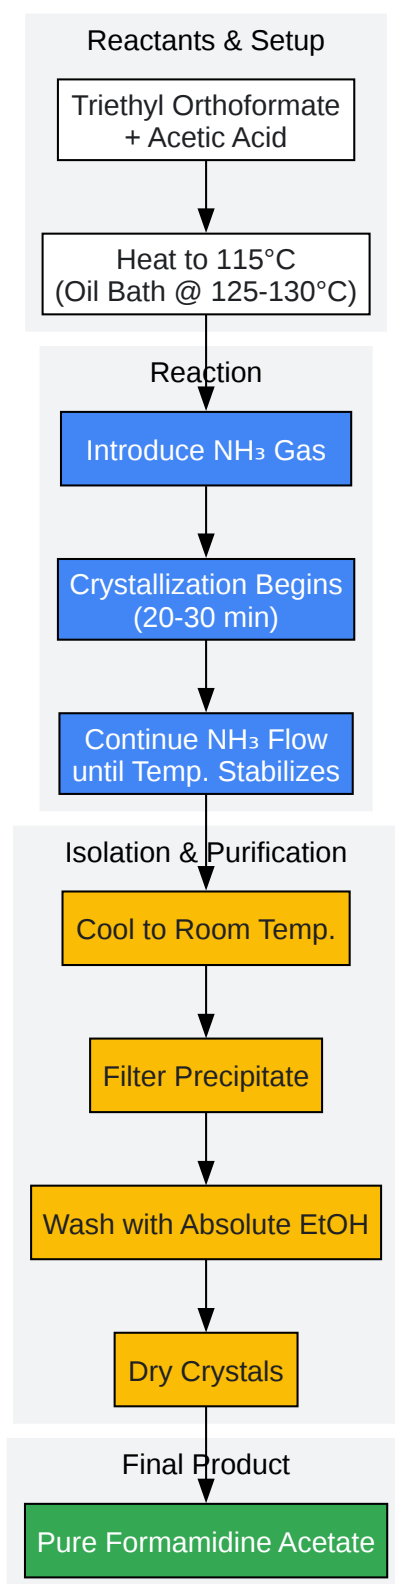 Reactants & Setup
Triethyl Orthoformate
+ Acetic Acid
Heat to 115°C
(Oil Bath @ 125-130°C)
Reaction
Introduce NH₃ Gas
Crystallization Begins
(20-30 min)
Continue NH₃ Flow
until Temp. Stabilizes
Isolation & Purification
Cool to Room Temp.
Filter Precipitate
Wash with Absolute EtOH
Dry Crystals
Final Product
Pure Formamidine Acetate